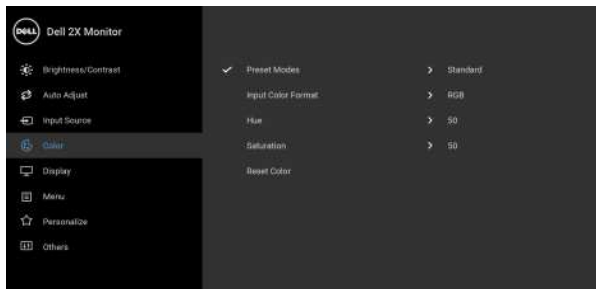 DELL Dell 2X Monitor
Brightness/Contrast
Auto Adjust
Input Source
Color
Display
Menu
Personalize
Others
Preset Modes Standard
Input Color Format RGB
Hue 50
Saturation 50
Reset Color